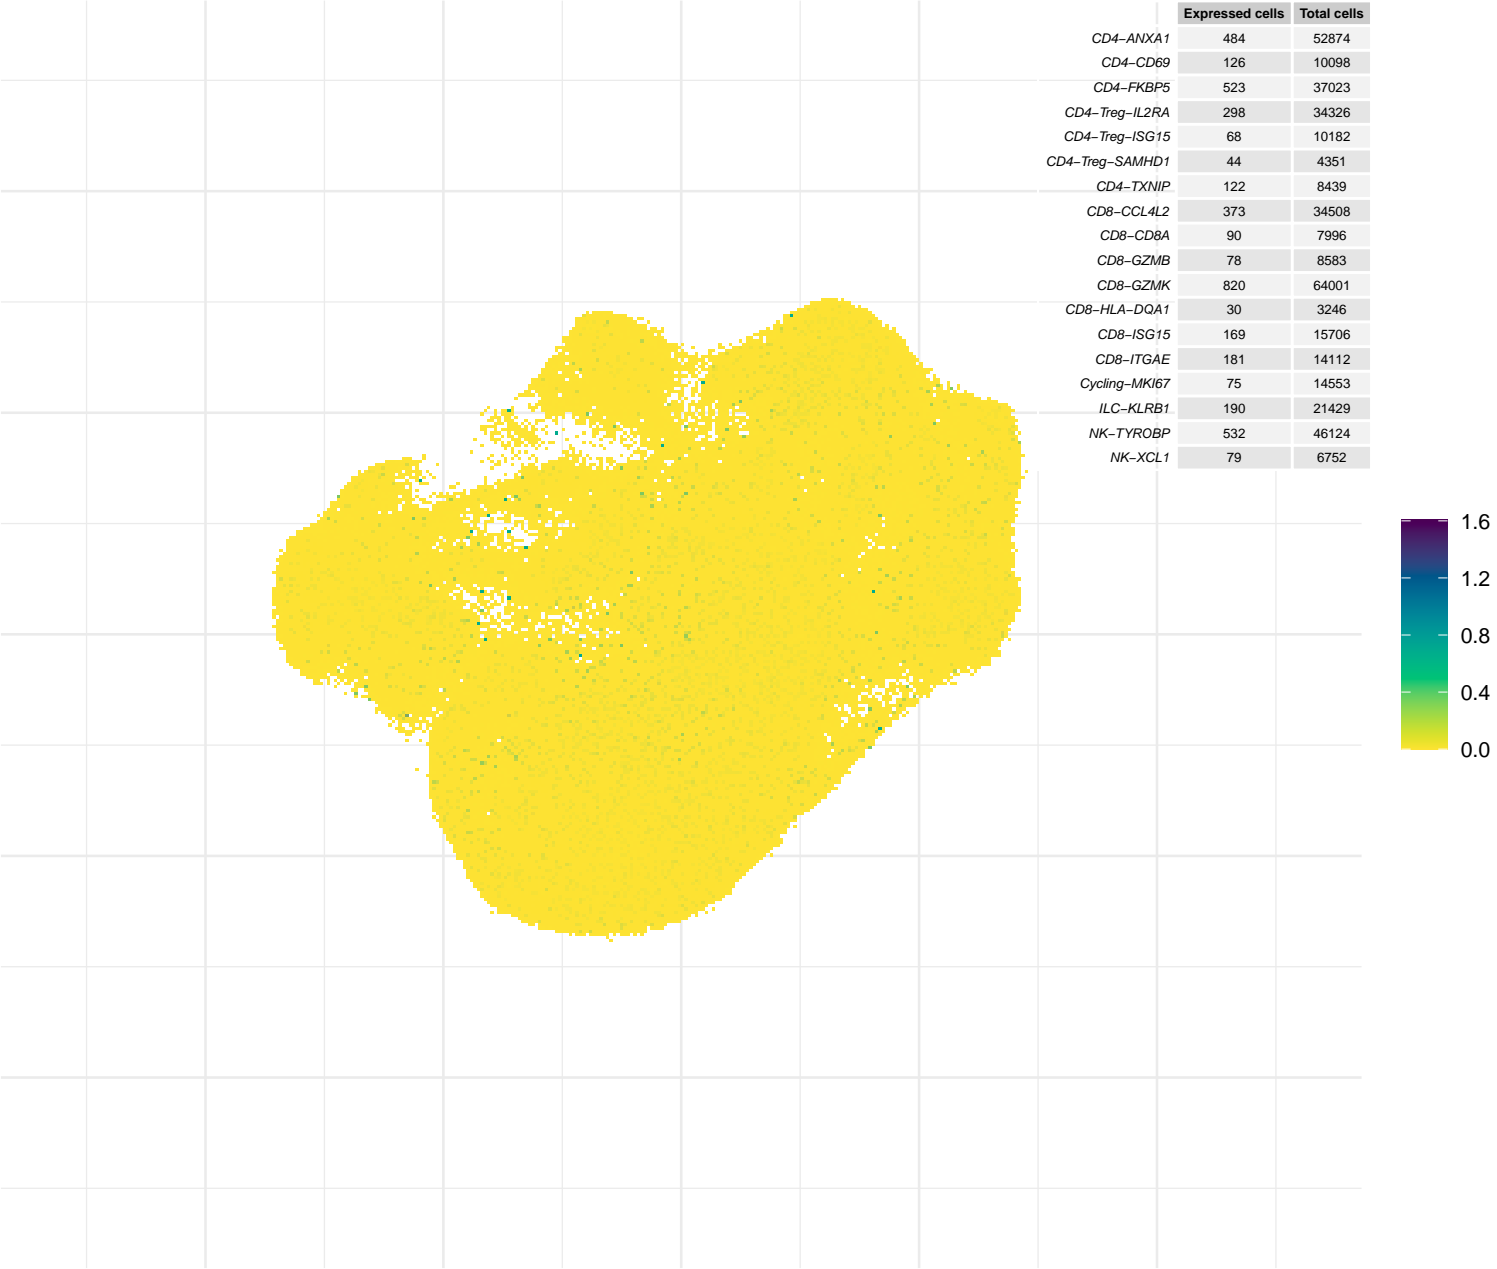 Expressed cells Total cells
CD4−ANXA1 484 52874
CD4−CD69 126 10098
CD4−FKBP5 523 37023
CD4−Treg−IL2RA 298 34326
CD4−Treg−ISG15 68 10182
CD4−Treg−SAMHD1 44 4351
CD4−TXNIP 122 8439
CD8−CCL4L2 373 34508
CD8−CD8A 90 7996
CD8−GZMB 78 8583
CD8−GZMK 820 64001
CD8−HLA−DQA1 30 3246
CD8−ISG15 169 15706
CD8−ITGAE 181 14112
Cycling−MKI67 75 14553
ILC−KLRB1 190 21429
NK−TYROBP 532 46124
NK−XCL1 79 6752
1.6
1.2
0.8
0.4
0.0